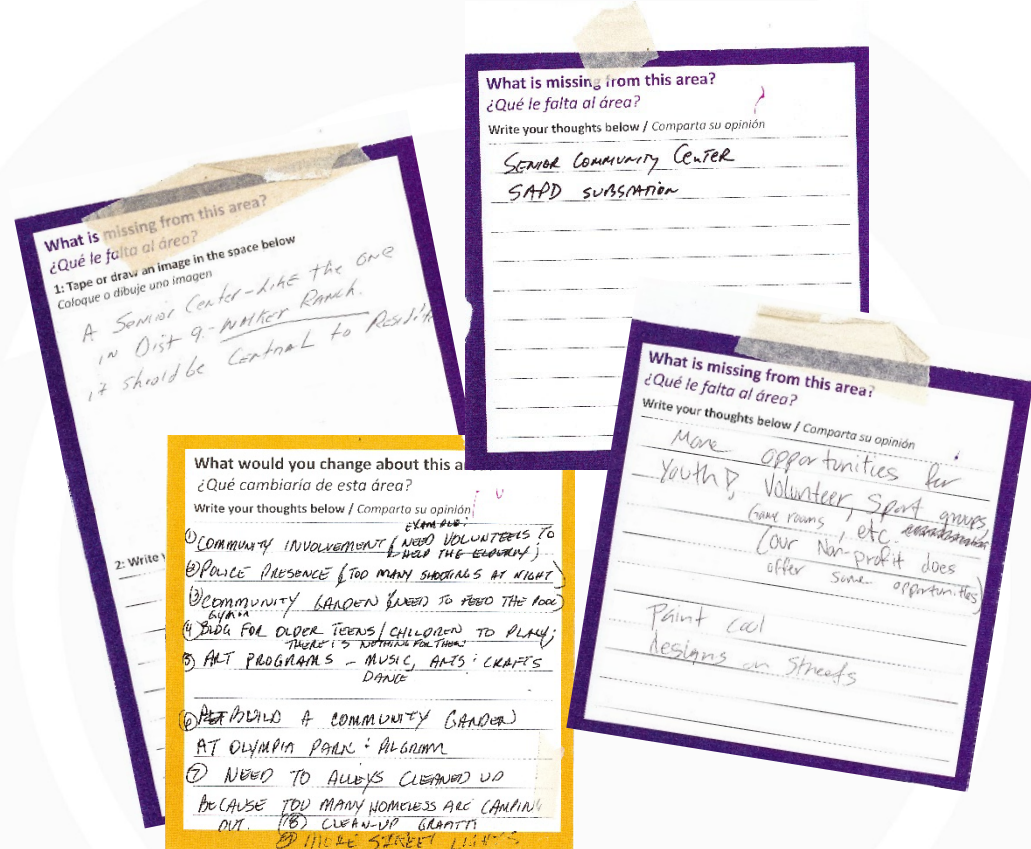 What is missing from this area?
¿Qué le falta al área?
1: Tape or draw an image in the space below
Coloque o dibuje una imagen
A Senior Center-Like the one
in Dist 9.- Walker Ranch.
it should be Central to
2: Write
What is missing from this area?
¿Qué le falta al área?
Write your thoughts below / Comparta su opinión
SENIOR COMMUNITY CENTER
SAPD SUBSTATION
What is missing from this area?
¿Qué le falta al área?
Write your thoughts below / Comparta su opinión
More opportunities for
Youth! Volunteer, Sport groups,
Game rooms, etc
(our Non-profit does
offer some opportunities)
Paint cool
designs on streets
What would you change about this
¿Qué cambiaría de esta área?
Write your thoughts below / Comparta su opinión
EXAMPLE:
① COMMUNITY INVOLVEMENT (NEED VOLUNTEERS TO
HELP THE ELDERLY;
② POLICE PRESENCE (TOO MANY SHOOTINGS AT NIGHT)
③ COMMUNITY GARDEN (NEED TO FEED THE POOR)
④ BLDG FOR OLDER TEENS/CHILDREN TO PLAY;
THERE IS NOTHING FOR THEM
⑤ ART PROGRAMS - MUSIC, ARTS & CRAFTS
DANCE
⑥ BUILD A COMMUNITY GARDEN
AT OLYMPIA PARK & PILGRIM
⑦ NEED TO ALLEYS CLEANED UP
BECAUSE TOO MANY HOMELESS ARE CAMPING
OUT. (8) CLEAN-UP
⑨ MORE STREET LIGHTS